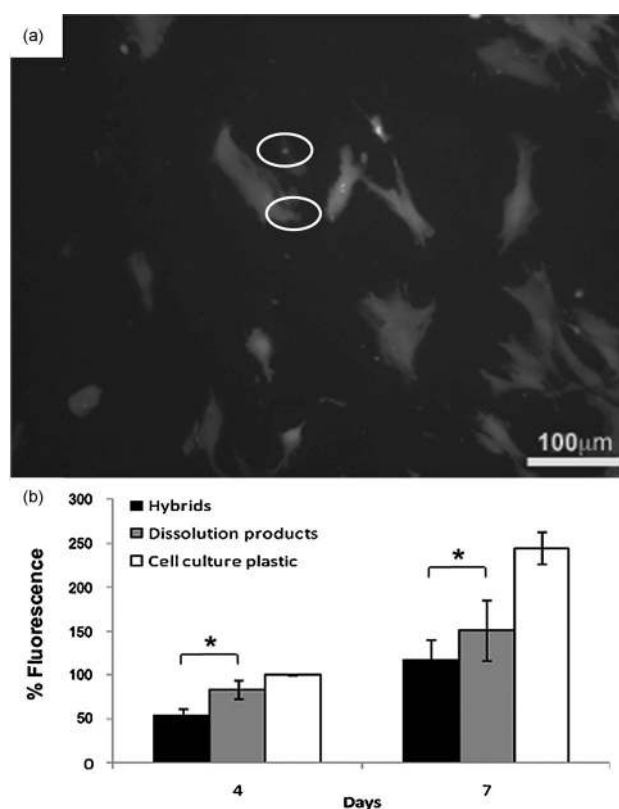 (a)
100μm
(b)
% Fluorescence
300
250
200
150
100
50
0
Hybrids
Dissolution products
Cell culture plastic
*
*
4
7
Days